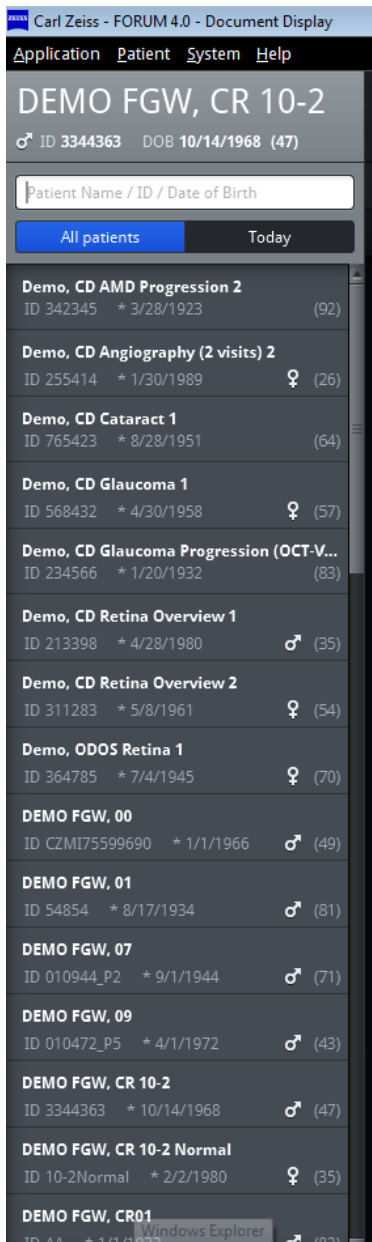 ZEISS Carl Zeiss - FORUM 4.0 - Document Display
Application Patient System Help
DEMO FGW, CR 10-2
♂ ID 3344363 DOB 10/14/1968 (47)
Patient Name / ID / Date of Birth
All patients Today
Demo, CD AMD Progression 2
ID 342345 * 3/28/1923 (92)
Demo, CD Angiography (2 visits) 2
ID 255414 * 1/30/1989 ♀ (26)
Demo, CD Cataract 1
ID 765423 * 8/28/1951 (64)
Demo, CD Glaucoma 1
ID 568432 * 4/30/1958 ♀ (57)
Demo, CD Glaucoma Progression (OCT-V...
ID 234566 * 1/20/1932 (83)
Demo, CD Retina Overview 1
ID 213398 * 4/28/1980 ♂ (35)
Demo, CD Retina Overview 2
ID 311283 * 5/8/1961 ♀ (54)
Demo, ODOS Retina 1
ID 364785 * 7/4/1945 ♀ (70)
DEMO FGW, 00
ID CZMI75599690 * 1/1/1966 ♂ (49)
DEMO FGW, 01
ID 54854 * 8/17/1934 ♂ (81)
DEMO FGW, 07
ID 010944_P2 * 9/1/1944 ♂ (71)
DEMO FGW, 09
ID 010472_P5 * 4/1/1972 ♂ (43)
DEMO FGW, CR 10-2
ID 3344363 * 10/14/1968 ♂ (47)
DEMO FGW, CR 10-2 Normal
ID 10-2Normal * 2/2/1980 ♀ (35)
DEMO FGW, CR01
Windows Explorer